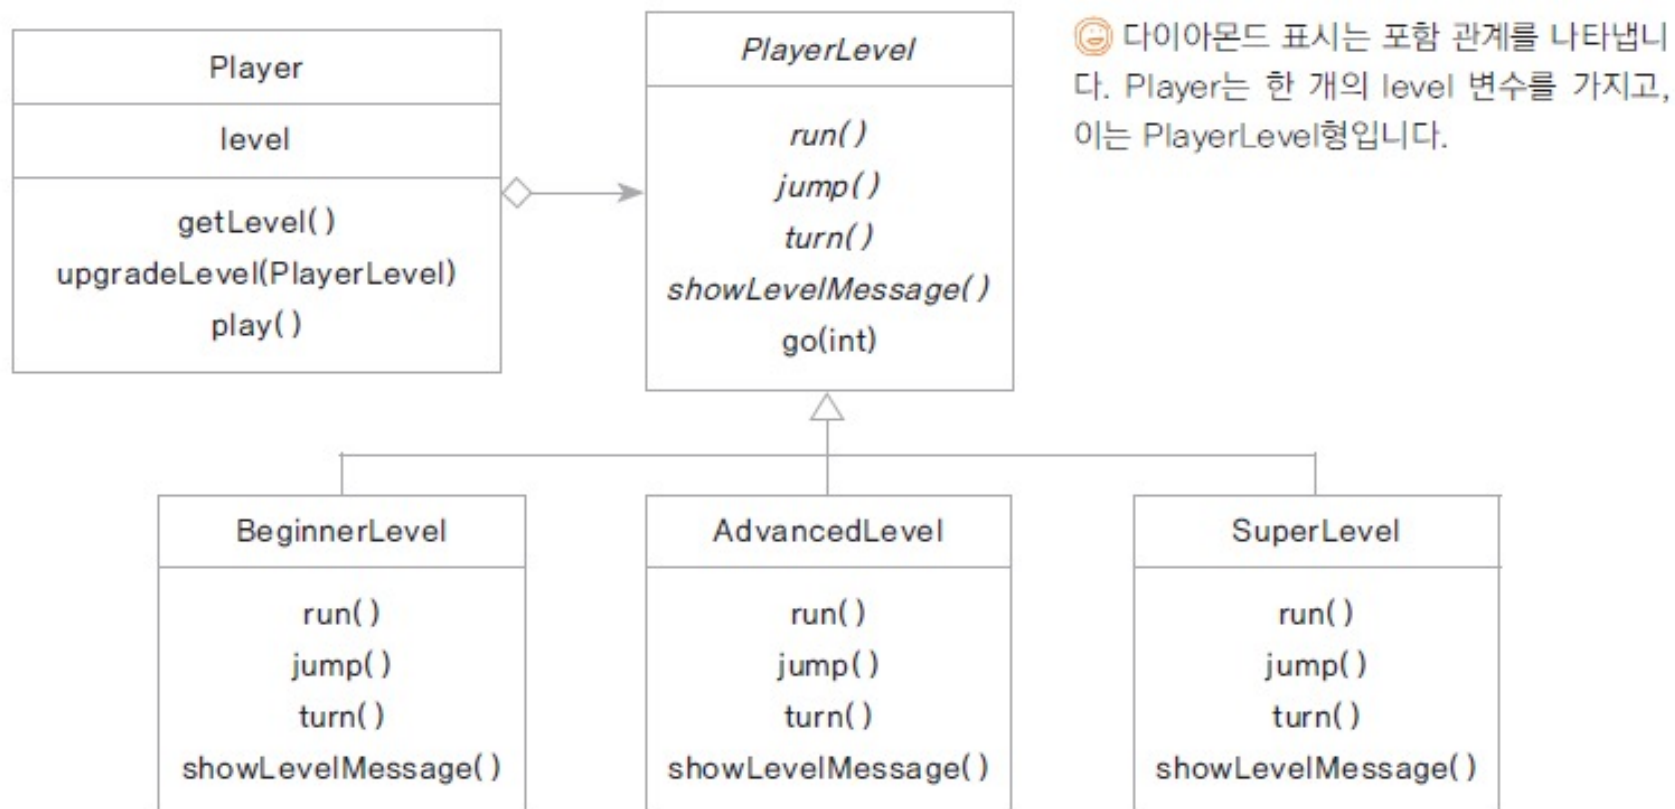 Player
level
getLevel()
upgradeLevel(PlayerLevel)
play()
PlayerLevel
run()
jump()
turn()
showLevelMessage()
go(int)
다이아몬드 표시는 포함 관계를 나타냅니
다. Player는 한 개의 level 변수를 가지고,
이는 PlayerLevel형입니다.
BeginnerLevel
run()
jump()
turn()
showLevelMessage()
AdvancedLevel
run()
jump()
turn()
showLevelMessage()
SuperLevel
run()
jump()
turn()
showLevelMessage()